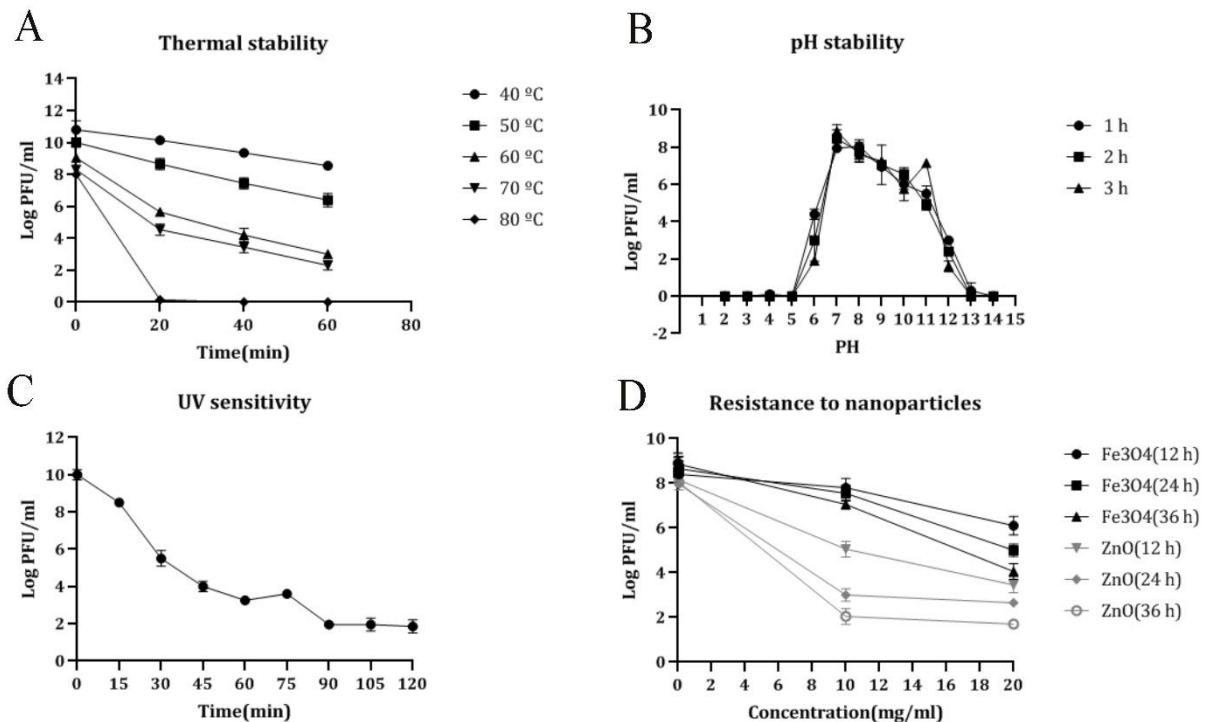 A
Thermal stability
14
12
10
8
6
4
2
0
Log PFU/ml
0 20 40 60 80
Time(min)
40 ºC
50 ºC
60 ºC
70 ºC
80 ºC
B
pH stability
10
8
6
4
2
0
-2
Log PFU/ml
1 2 3 4 5 6 7 8 9 10 11 12 13 14 15
PH
1 h
2 h
3 h
C
UV sensitivity
12
10
8
6
4
2
0
Log PFU/ml
0 15 30 45 60 75 90 105 120
Time(min)
D
Resistance to nanoparticles
10
8
6
4
2
0
Log PFU/ml
0 2 4 6 8 10 12 14 16 18 20
Concentration(mg/ml)
Fe3O4(12 h)
Fe3O4(24 h)
Fe3O4(36 h)
ZnO(12 h)
ZnO(24 h)
ZnO(36 h)